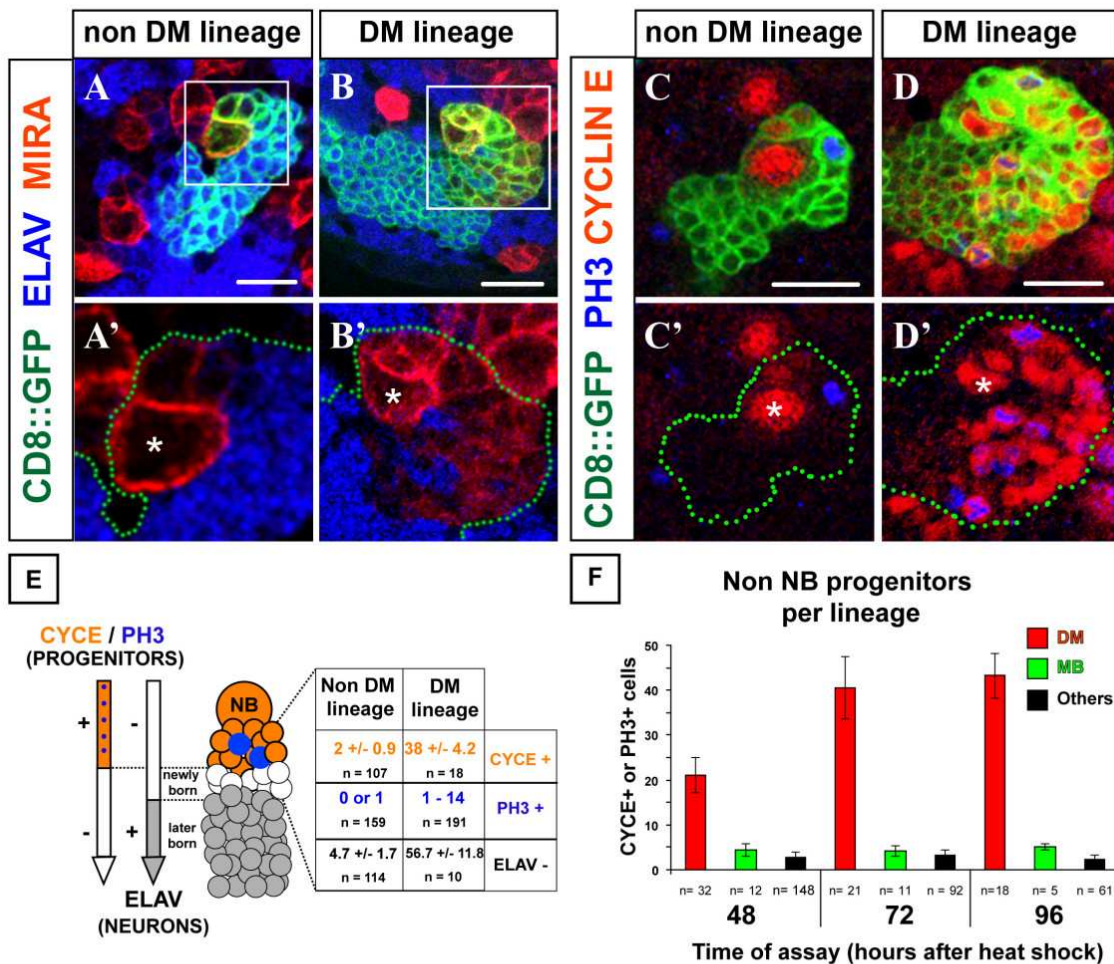 non DM lineage
DM lineage
non DM lineage
DM lineage
CD8::GFP ELAV MIRA
A
B
A'
B'
*
*
CD8::GFP PH3 CYCLIN E
C
D
C'
D'
*
*
E
CYCE / PH3
(PROGENITORS)
+
-
-
+
newly
born
later
born
ELAV
(NEURONS)
NB
Non DM
lineage
DM
lineage
2 +/- 0.9
38 +/- 4.2
CYCE +
n = 107
n = 18
0 or 1
1 - 14
PH3 +
n = 159
n = 191
4.7 +/- 1.7
56.7 +/- 11.8
ELAV -
n = 114
n = 10
F
Non NB progenitors
per lineage
CYCE+ or PH3+ cells
50
40
30
20
10
0
DM
MB
Others
n= 32
n= 12
n= 148
n= 21
n= 11
n = 92
n=18
n= 5
n= 61
48
72
96
Time of assay (hours after heat shock)